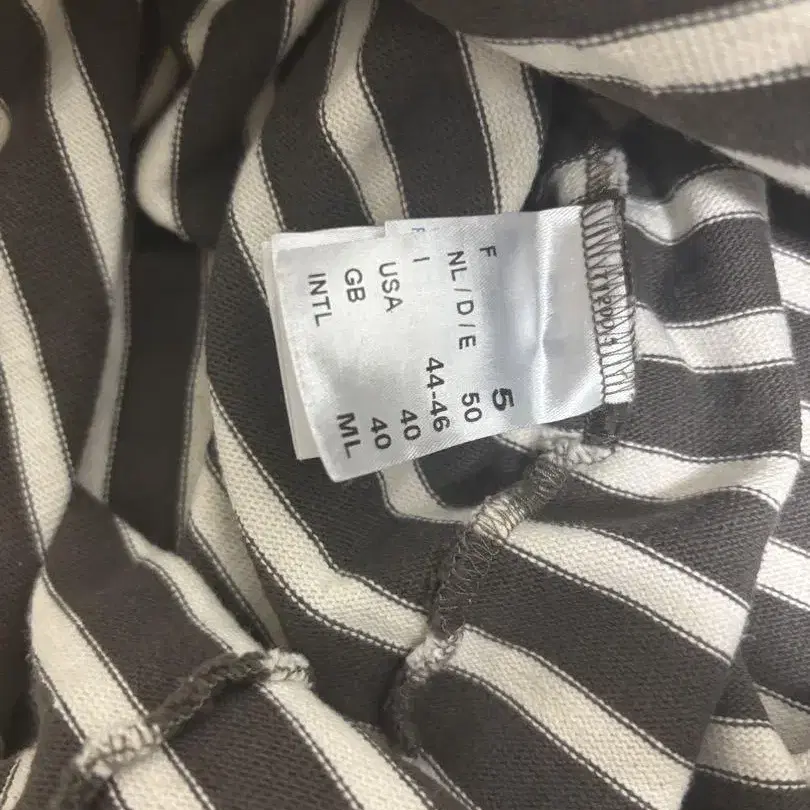 F 5
NL / D / E 50
I 44-46
USA 40
GB 40
INTL ML